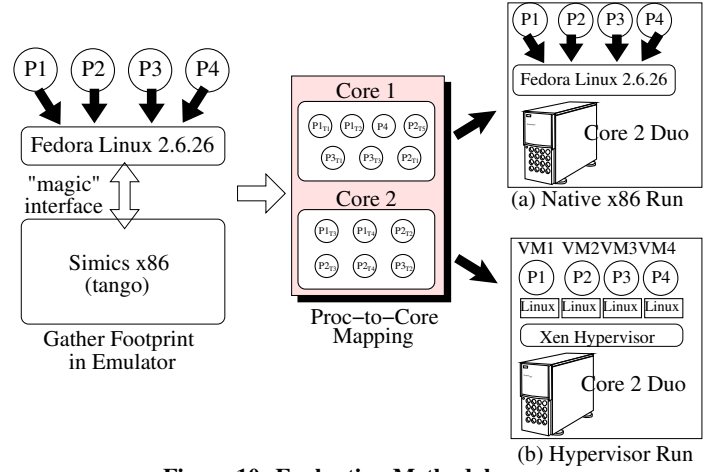 P1 P2 P3 P4
Fedora Linux 2.6.26
"magic"
interface
Simics x86
(tango)
Gather Footprint
in Emulator
Core 1
P1T1 P1T2 P4 P2T5
P3T1 P3T3 P2T1
Core 2
P1T3 P1T4 P2T2
P2T3 P2T4 P3T2
Proc−to−Core
Mapping
P1 P2 P3 P4
Fedora Linux 2.6.26
Core 2 Duo
(a) Native x86 Run
VM1 VM2 VM3 VM4
P1 P2 P3 P4
Linux Linux Linux Linux
Xen Hypervisor
Core 2 Duo
(b) Hypervisor Run
Figure 10: Evaluation